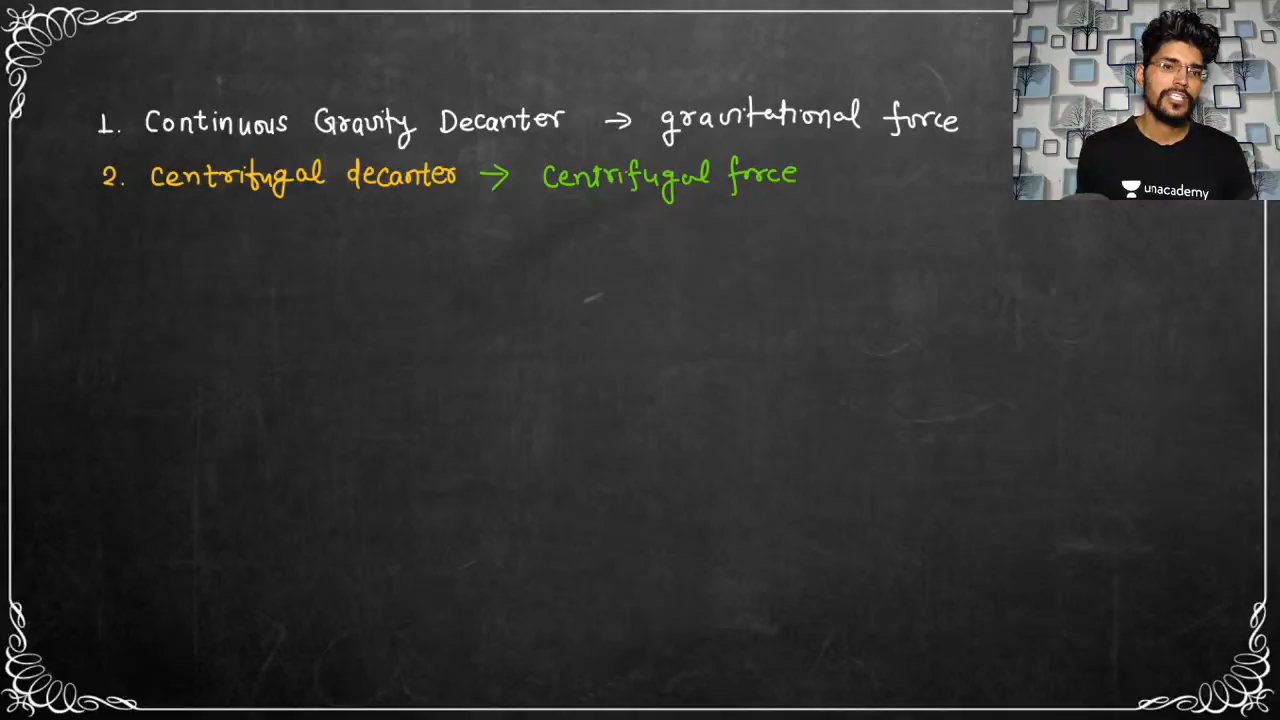 1. Continuous Gravity Decanter → gravitational force
2. centrifugal decanter → centrifugal force
unacademy